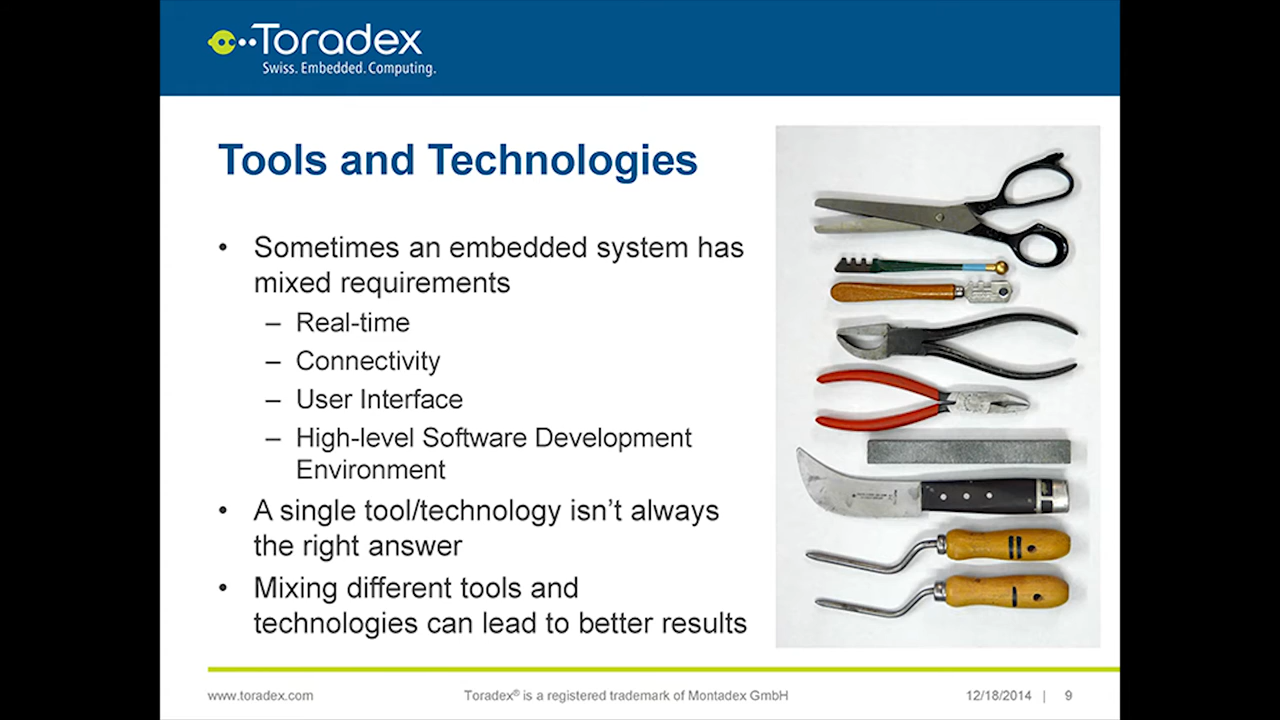 Toradex
Swiss. Embedded. Computing.
Tools and Technologies
• Sometimes an embedded system has
mixed requirements
– Real-time
– Connectivity
– User Interface
– High-level Software Development
Environment
• A single tool/technology isn’t always
the right answer
• Mixing different tools and
technologies can lead to better results
www.toradex.com
Toradex® is a registered trademark of Montadex GmbH
12/18/2014 | 9